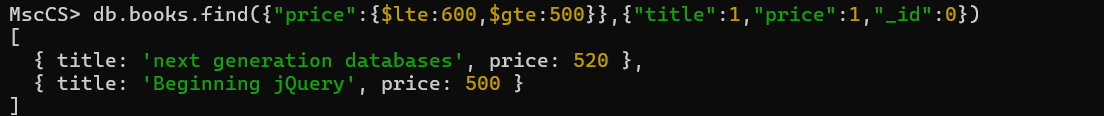 MscCS> db.books.find({"price":{$lte:600,$gte:500}},{"title":1,"price":1,"_id":0})
[
  { title: 'next generation databases', price: 520 },
  { title: 'Beginning jQuery', price: 500 }
]